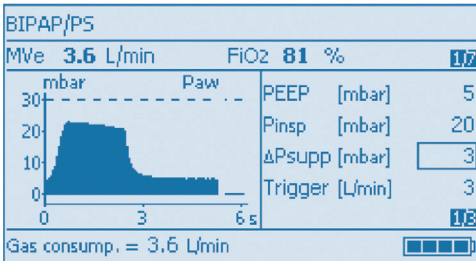 BIPAP/PS
MVe 3.6 L/min FiO2 81 % 1/7
mbar Paw
30
20
10
0
0 3 6 s
PEEP [mbar] 5
Pinsp [mbar] 20
ΔPsupp [mbar] 3
Trigger [L/min] 3
1/3
Gas consump. = 3.6 L/min